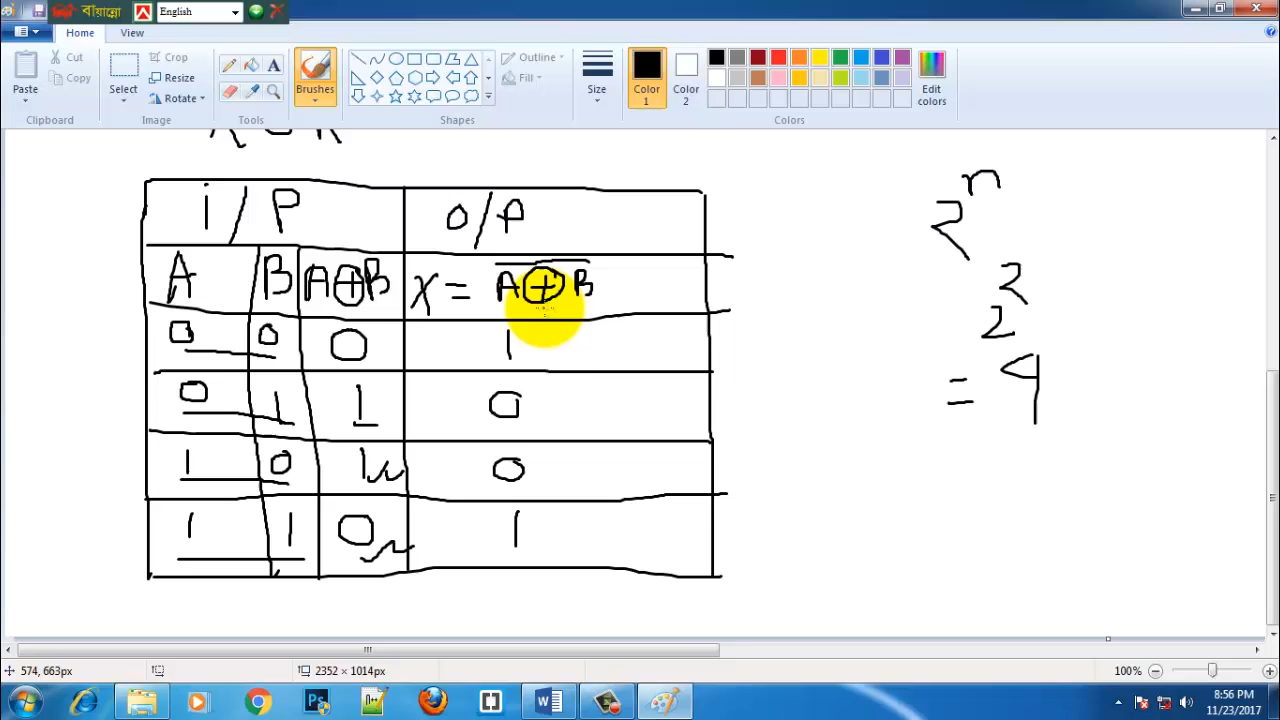 বায়ান্নো English
Home View
Paste Cut Copy Clipboard
Select Crop Resize Rotate Image
Tools
Brushes
Outline Fill Shapes
Size
Color 1 Color 2 Edit colors Colors
i/P O/P
A B A⊕B X = \overline{A⊕B}
0 0 0 1
0 1 1 0
1 0 1 0
1 1 0 1
2^n
2^2
= 4
574, 663px 2352 × 1014px 100%
8:56 PM
11/23/2017